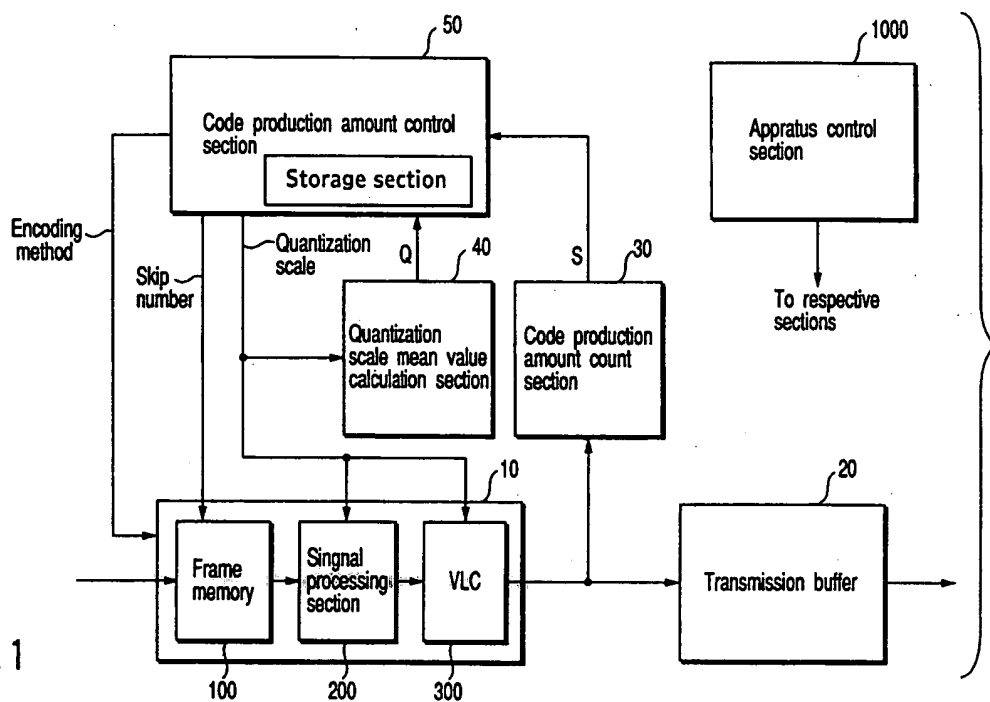 50
1000
Code production amount control
section
Storage section
Appratus control
section
Encoding
method
Skip
number
Quantization
scale
Q
40
S
30
To respective
sections
Quantization
scale mean value
calculation section
Code production
amount count
section
10
20
Frame
memory
Singnal
processing
section
VLC
Transmission buffer
100
200
300
1